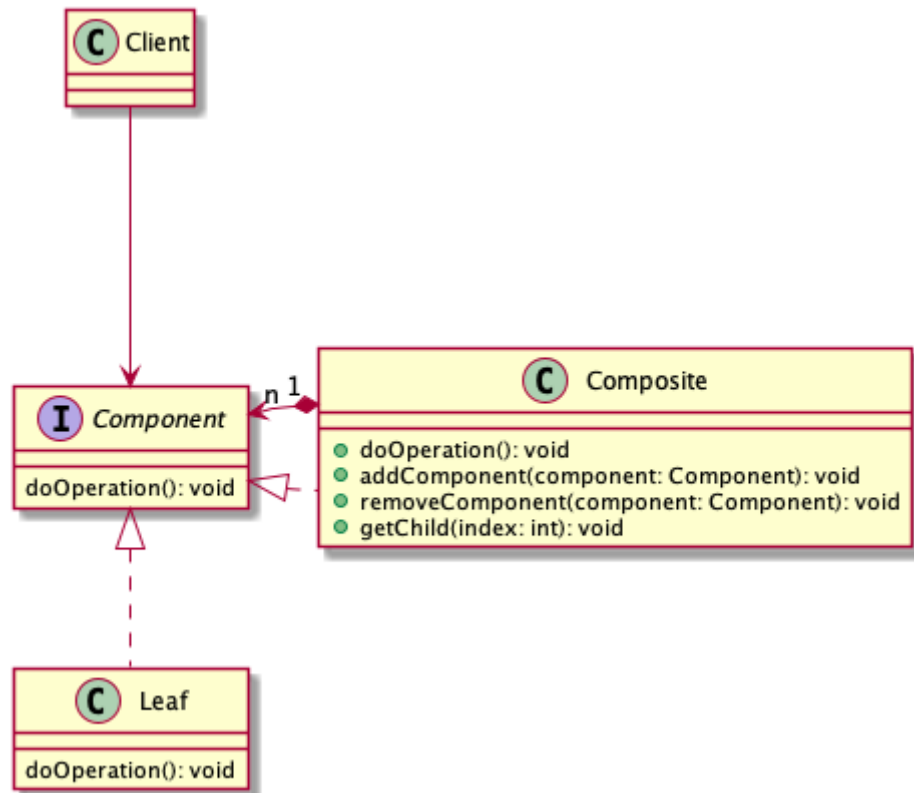 C Client
I Component
doOperation(): void
n 1
C Composite
doOperation(): void
addComponent(component: Component): void
removeComponent(component: Component): void
getChild(index: int): void
C Leaf
doOperation(): void